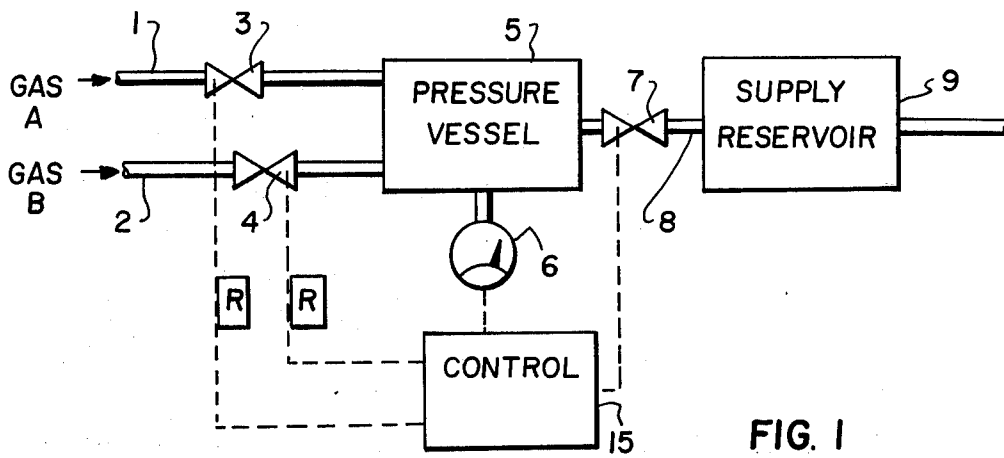 1
3
5
GAS
A
PRESSURE
VESSEL
7
SUPPLY
RESERVOIR
9
GAS
B
2
4
6
8
R
R
CONTROL
15
FIG. 1